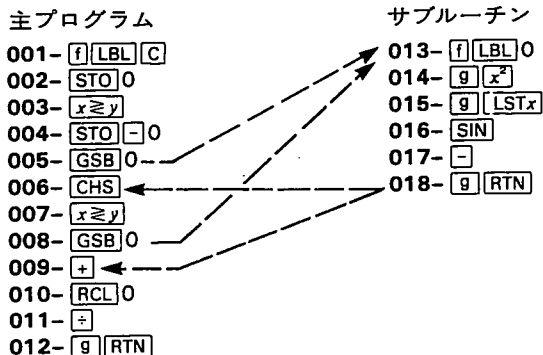 主プログラム
001- f LBL C
002- STO 0
003- x≷y
004- STO - 0
005- GSB 0
006- CHS
007- x≷y
008- GSB 0
009- +
010- RCL 0
011- ÷
012- g RTN
サブルーチン
013- f LBL 0
014- g x²
015- g LSTx
016- SIN
017- -
018- g RTN